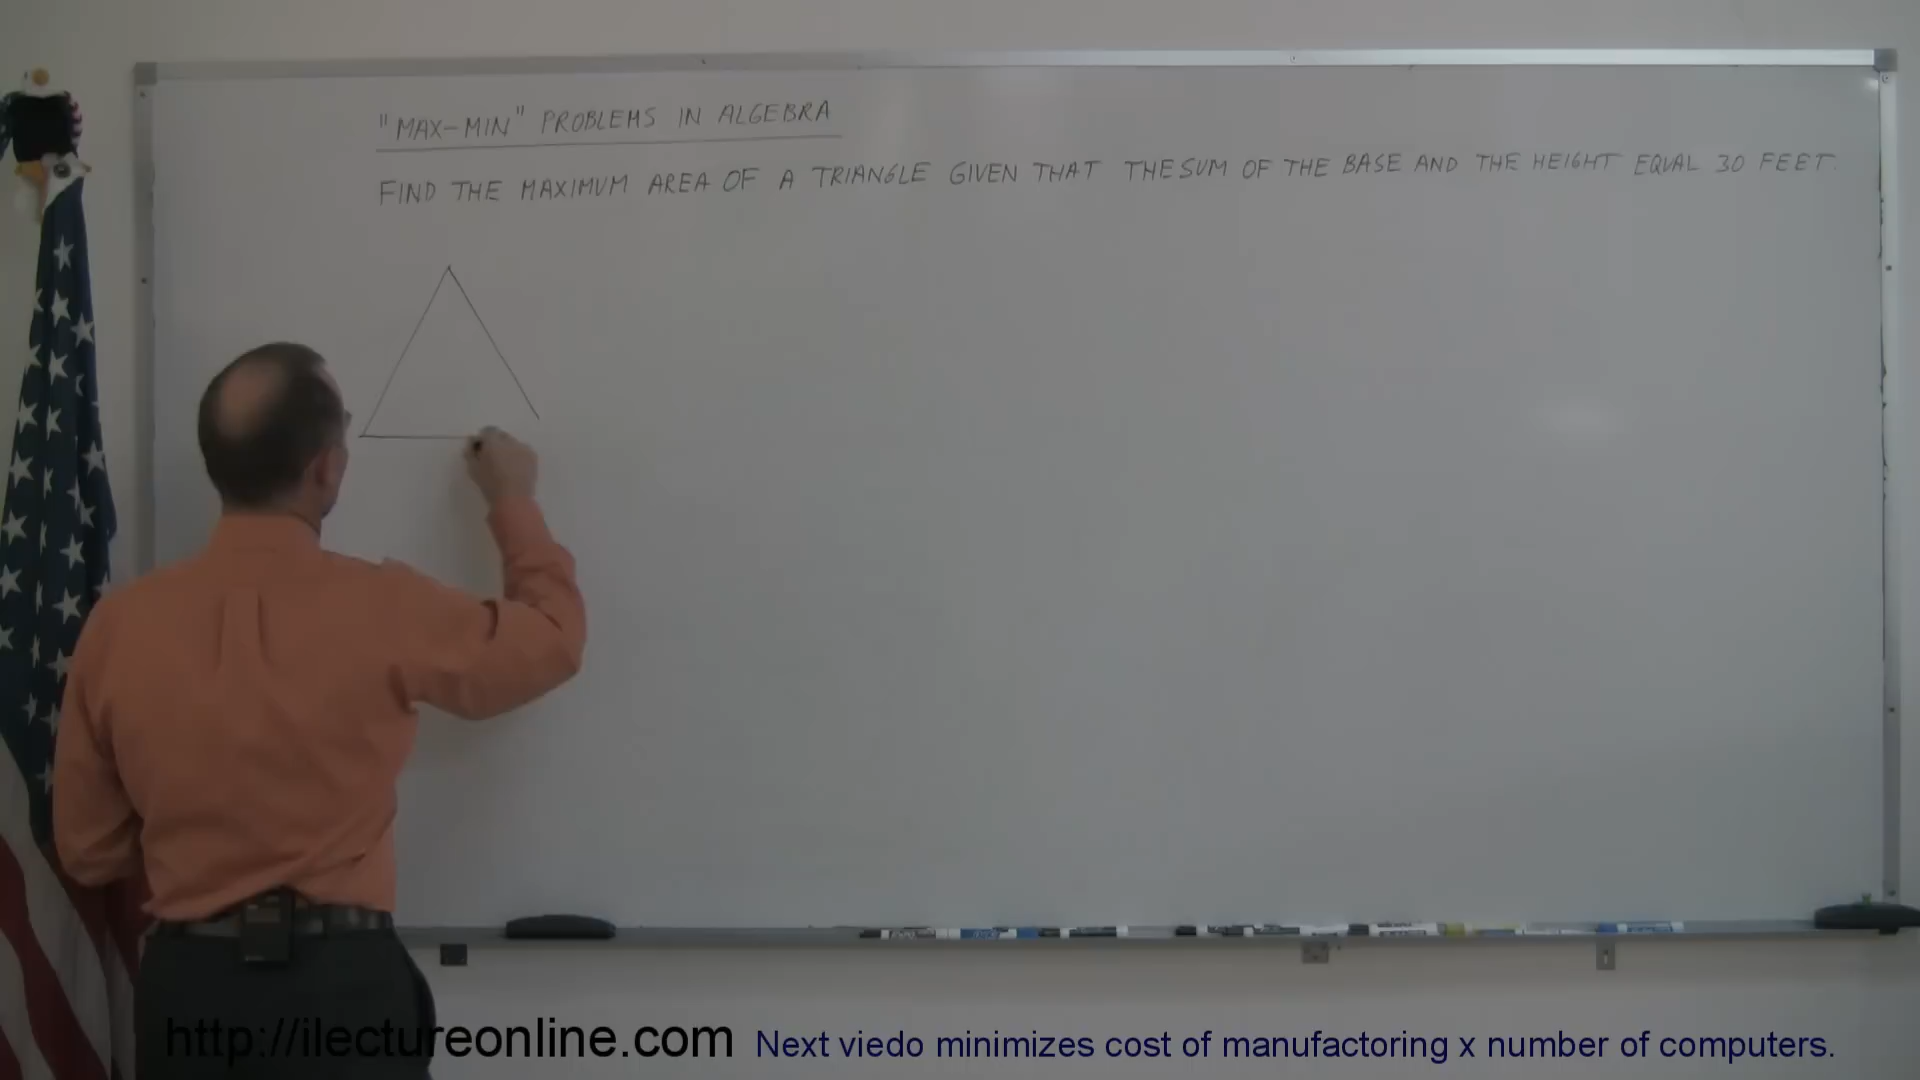 "MAX-MIN" PROBLEMS IN ALGEBRA
FIND THE MAXIMUM AREA OF A TRIANGLE GIVEN THAT THE SUM OF THE BASE AND THE HEIGHT EQUAL 30 FEET.
http://ilectureonline.com Next viedo minimizes cost of manufactoring x number of computers.